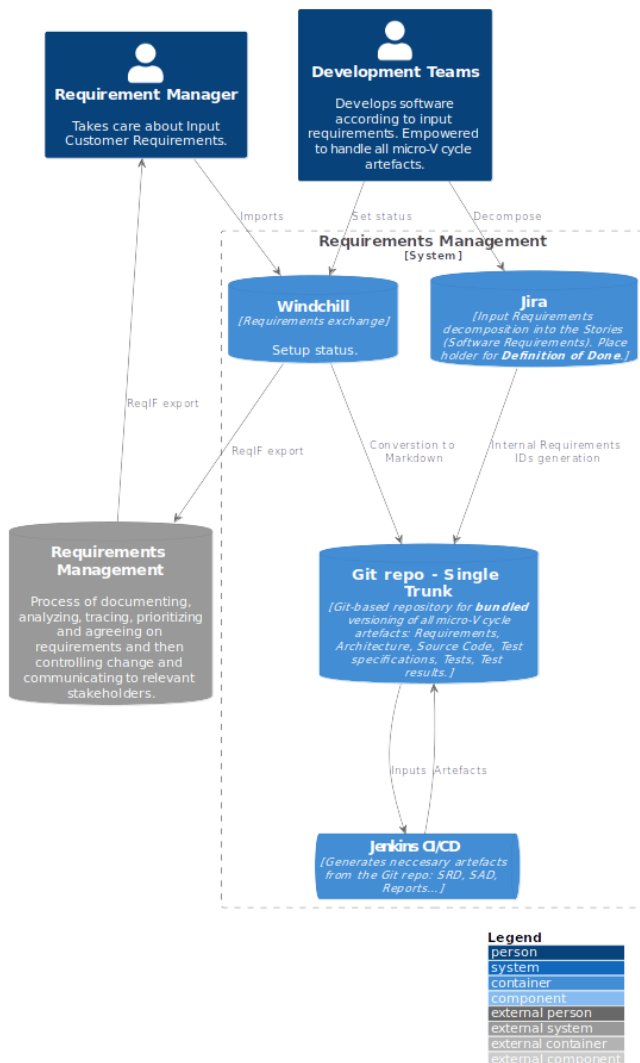 Requirement Manager
Takes care about Input
Customer Requirements.
Development Teams
Develops software
according to input
requirements. Empowered
to handle all micro-V cycle
artefacts.
Imports
Set status
Decompose
Requirements Management
[System]
Windchill
[Requirements exchange]
Setup status.
Jira
[Input Requirements
decomposition into the Stories
(Software Requirements). Place
holder for Definition of Done.]
ReqIF export
ReqIF export
Converstion to
Markdown
Internal Requirements
IDs generation
Requirements
Management
Process of documenting,
analyzing, tracing, prioritizing
and agreeing on
requirements and then
controlling change and
communicating to relevant
stakeholders.
Git repo - Single
Trunk
[Git-based repository for bundled
versioning of all micro-V cycle
artefacts: Requirements,
Architecture, Source Code, Test
specifications, Tests, Test
results.]
Inputs
Artefacts
Jenkins CI/CD
[Generates neccesary artefacts
from the Git repo: SRD, SAD,
Reports...]
Legend
person
system
container
component
external person
external system
external container
external component